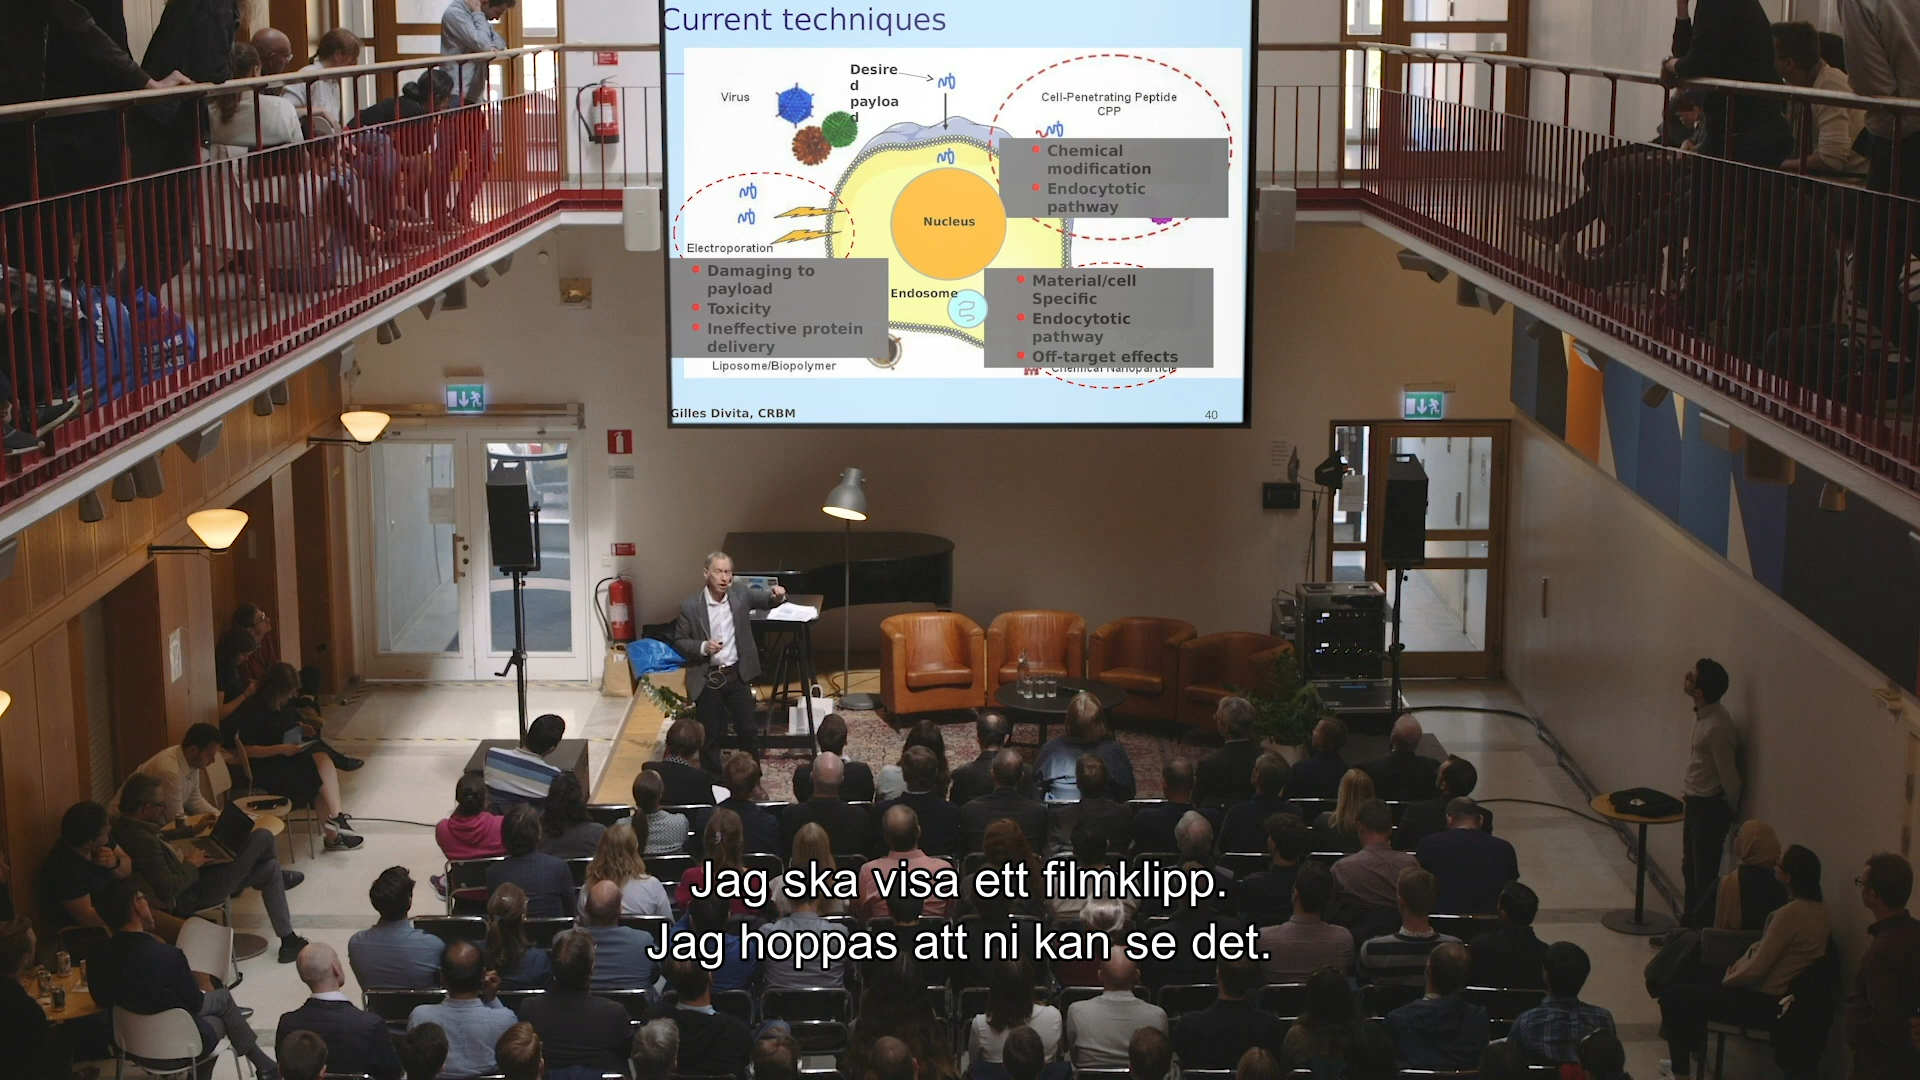 Current techniques
Desire
d
payloa
d
Virus
Cell-Penetrating Peptide
CPP
Chemical
modification
Endocytotic
pathway
Nucleus
Electroporation
Damaging to
payload
Toxicity
Ineffective protein
delivery
Endosome
Material/cell
Specific
Endocytotic
pathway
Off-target effects
Liposome/Biopolymer
Chemical Nanoparticle
Gilles Divita, CRBM
40
Jag ska visa ett filmklipp.
Jag hoppas att ni kan se det.